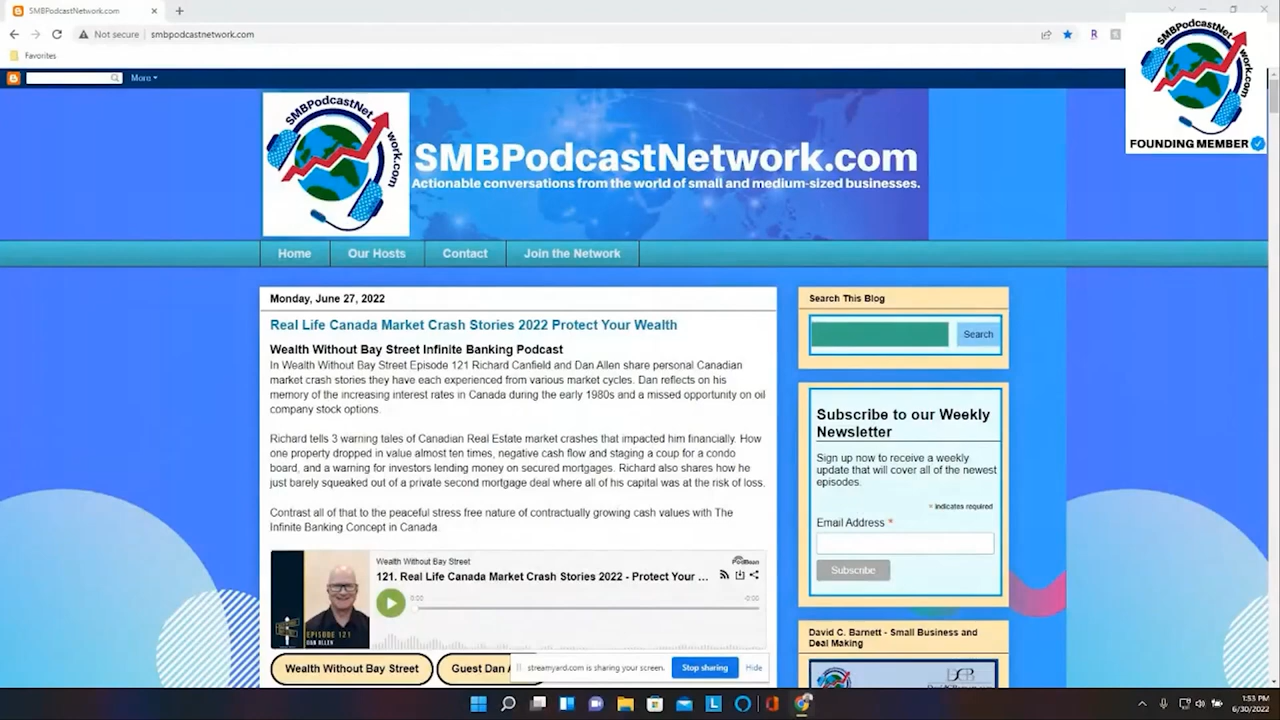 SMBPodcastNetwork.com
Not secure
smbpodcastnetwork.com
Favorites
More
SMBPodcastNetwork.com
FOUNDING MEMBER
SMBPodcastNetwork.com
SMBPodcastNetwork.com
Actionable conversations from the world of small and medium-sized businesses.
Home
Our Hosts
Contact
Join the Network
Monday, June 27, 2022
Real Life Canada Market Crash Stories 2022 Protect Your Wealth
Wealth Without Bay Street Infinite Banking Podcast
In Wealth Without Bay Street Episode 121 Richard Canfield and Dan Allen share personal Canadian
market crash stories they have each experienced from various market cycles. Dan reflects on his
memory of the increasing interest rates in Canada during the early 1980s and a missed opportunity on oil
company stock options.
Richard tells 3 warning tales of Canadian Real Estate market crashes that impacted him financially. How
one property dropped in value almost ten times, negative cash flow and staging a coup for a condo
board, and a warning for investors lending money on secured mortgages. Richard also shares how he
just barely squeaked out of a private second mortgage deal where all of his capital was at the risk of loss.
Contrast all of that to the peaceful stress free nature of contractually growing cash values with The
Infinite Banking Concept in Canada
EPISODE 121
DAN ALLEN
Wealth Without Bay Street
PodBean
121. Real Life Canada Market Crash Stories 2022 - Protect Your ...
0:00
-0:00
Wealth Without Bay Street
Guest Dan A
Search This Blog
Search
Subscribe to our Weekly
Newsletter
Sign up now to receive a weekly
update that will cover all of the newest
episodes.
* indicates required
Email Address *
Subscribe
David C. Barnett - Small Business and
Deal Making
streamyard.com is sharing your screen.
Stop sharing
Hide
1:53 PM
6/30/2022